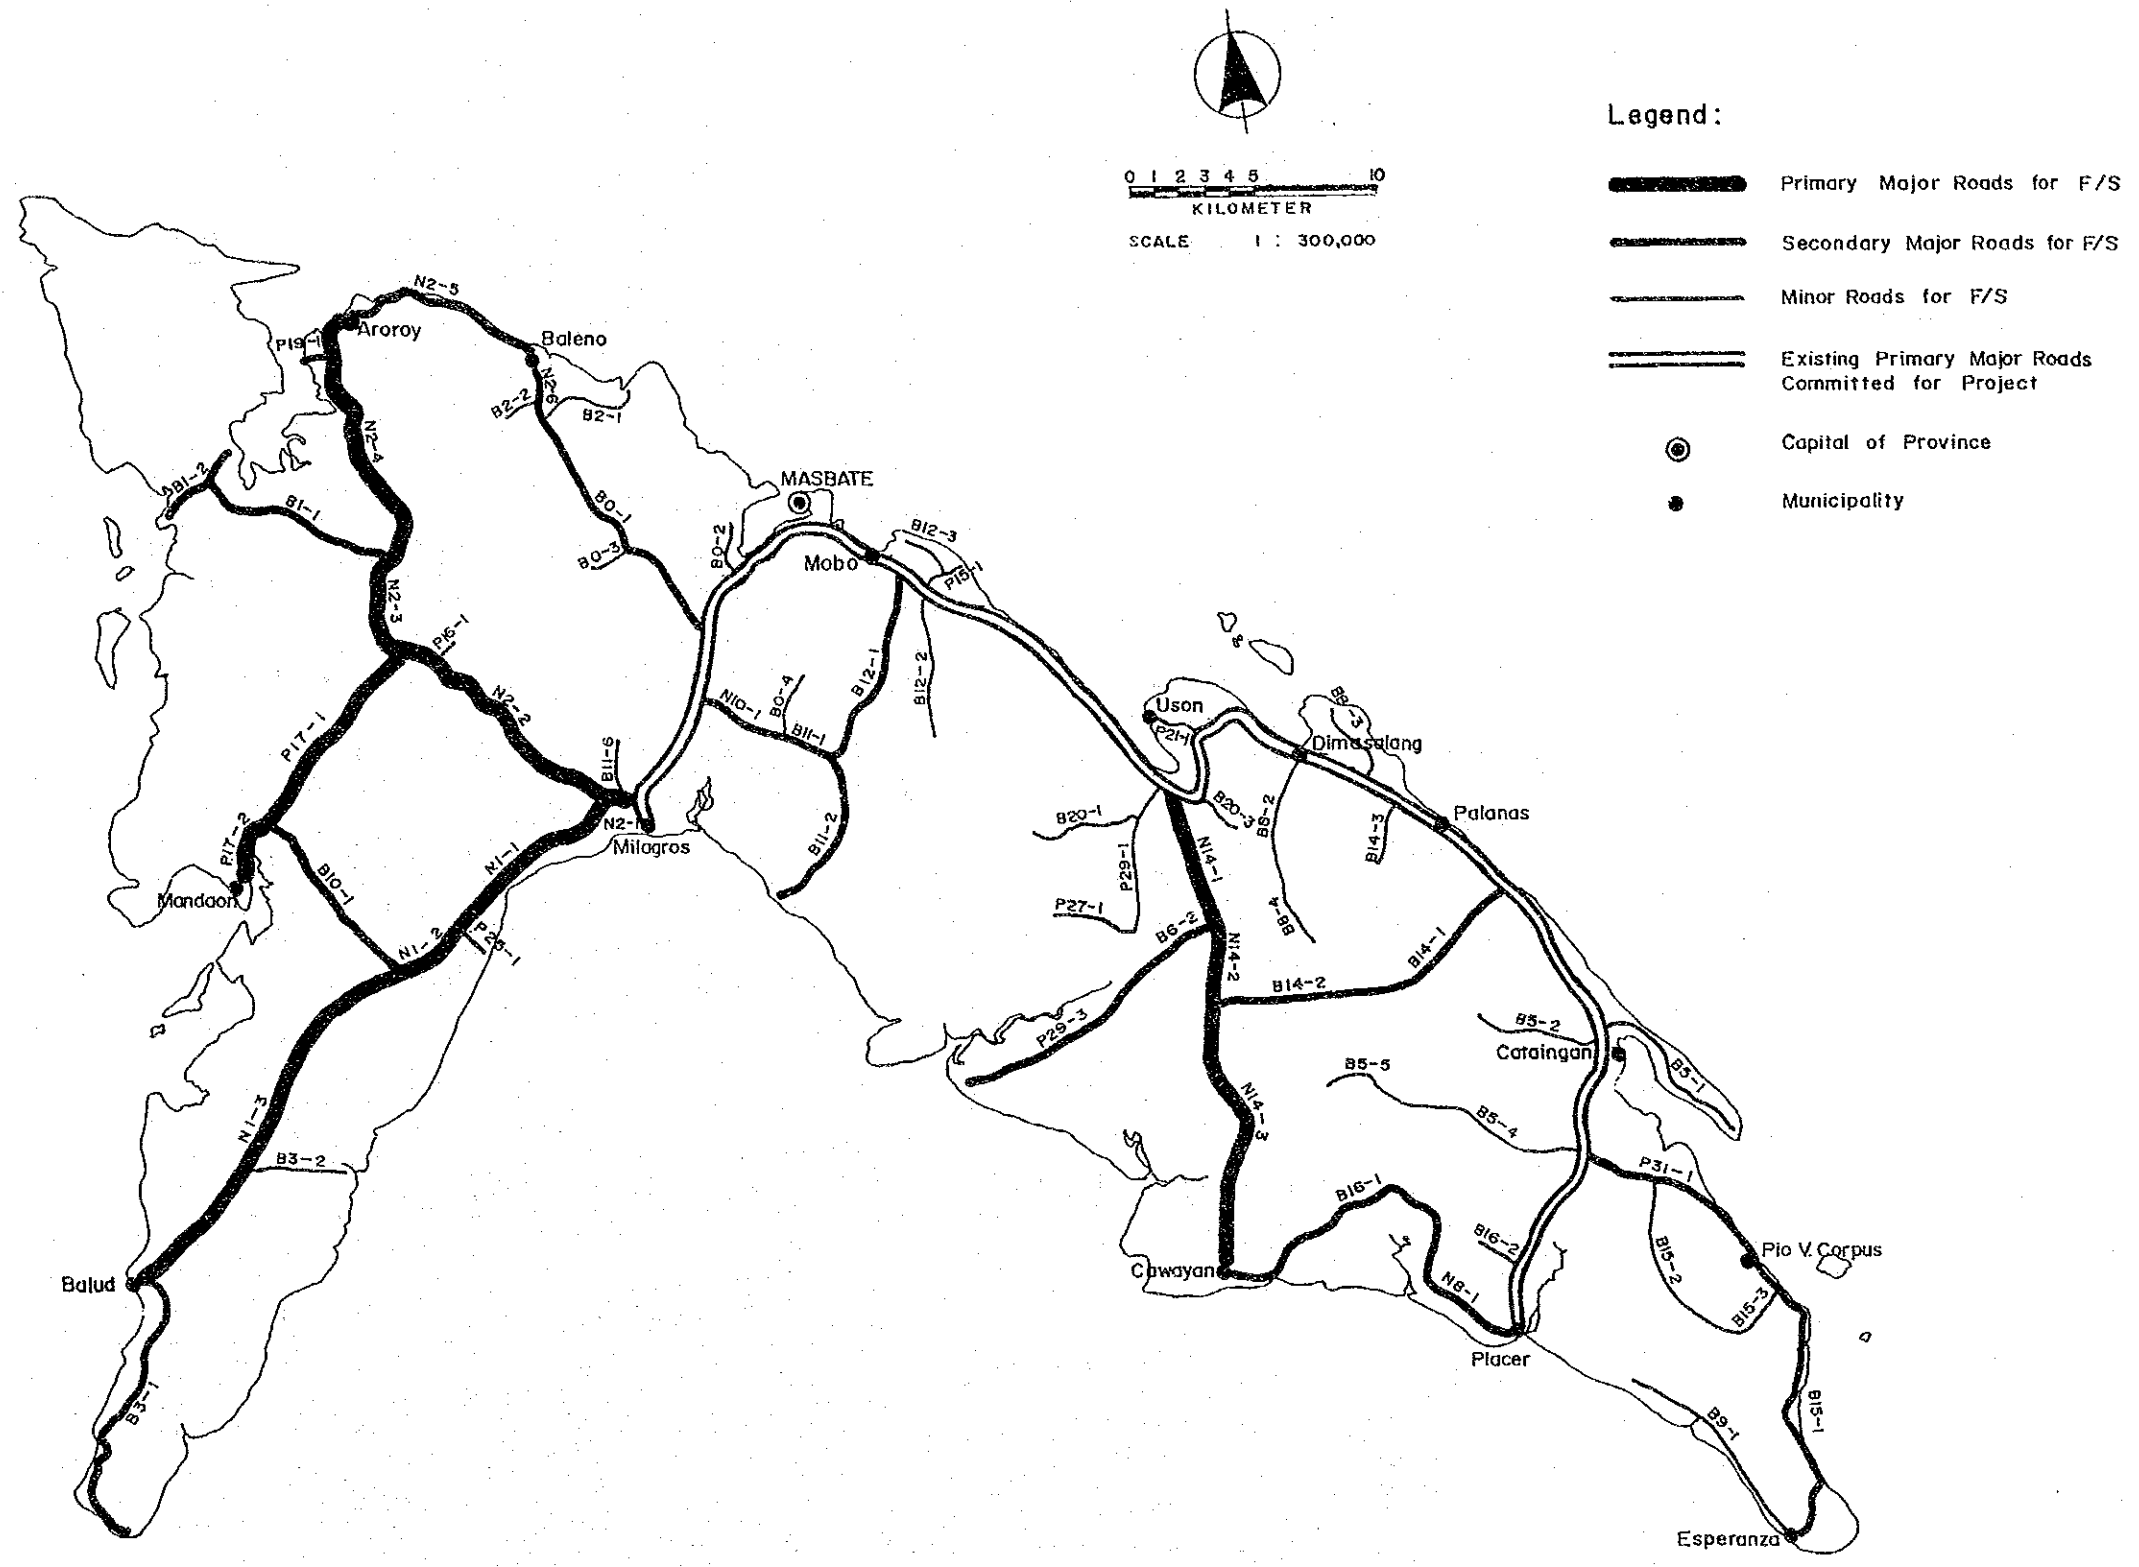 0 1 2 3 4 5 10
KILOMETER
SCALE 1 : 300,000
Legend :
Primary Major Roads for F/S
Secondary Major Roads for F/S
Minor Roads for F/S
Existing Primary Major Roads
Committed for Project
Capital of Province
Municipality
N2-5
Aroroy
P19-1
Baleno
N2-6
B2-2
B2-1
N2-4
B1-2
B1-1
MASBATE
B0-1
B0-2
B0-3
Mobo
B12-3
P15-1
N2-3
P16-1
N2-2
B12-1
B12-2
N10-1
B0-4
B11-1
P17-1
B11-6
Uson
P21-1
B8-3
Dimasalang
N2-1
Milagros
B11-2
B20-1
B20-3
B8-2
Palanas
B14-3
P17-2
N1-1
N14-1
P29-1
Mandaon
B10-1
P27-1
B8-4
N1-2
P25-1
B6-2
N14-2
B14-1
B14-2
P29-3
B5-2
Cataingan
B5-5
B5-1
N1-3
N14-3
B5-4
B3-2
P31-1
B16-1
B16-2
B15-2
Pio V. Corpus
Balud
Cawayan
N8-1
B15-3
Placer
B3-1
B9-1
B15-1
Esperanza